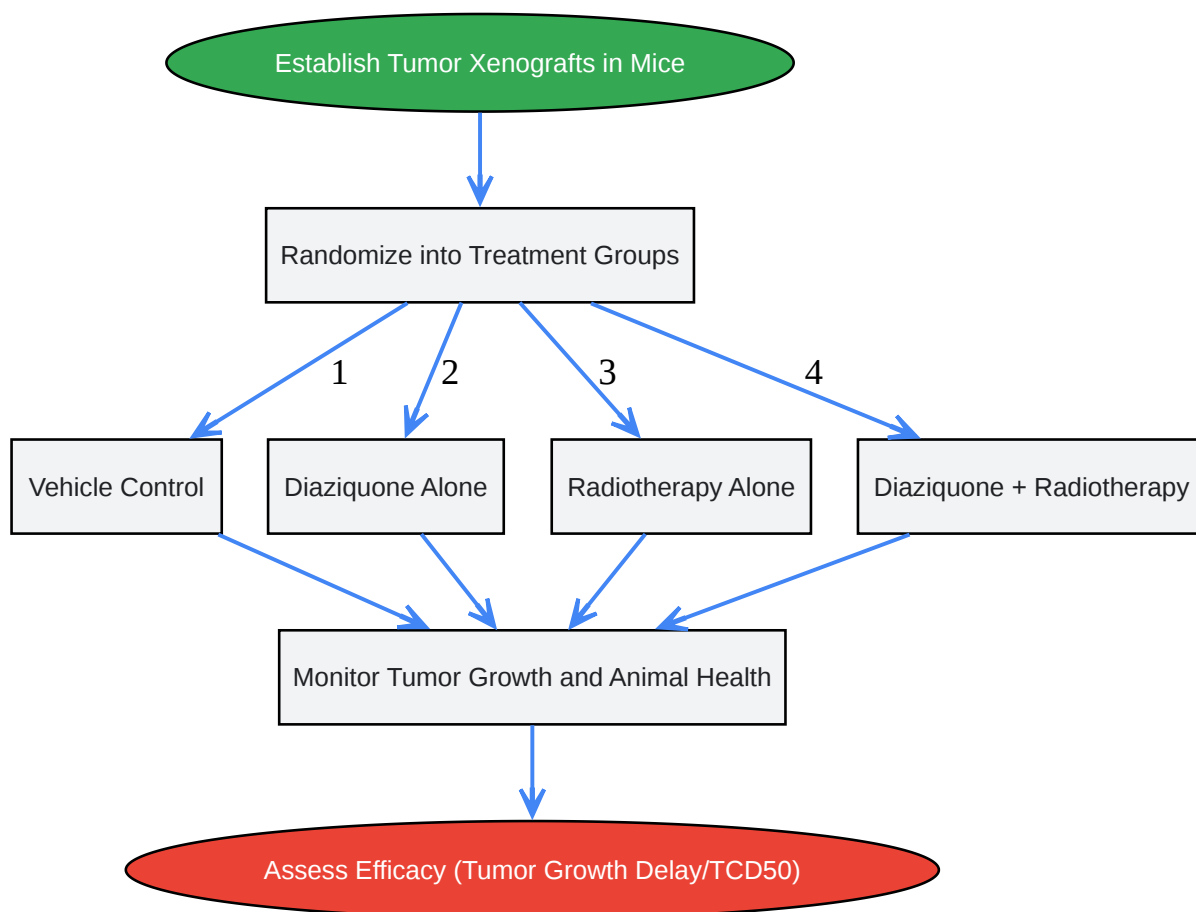 Establish Tumor Xenografts in Mice
Randomize into Treatment Groups
1
2
3
4
Vehicle Control
Diaziquone Alone
Radiotherapy Alone
Diaziquone + Radiotherapy
Monitor Tumor Growth and Animal Health
Assess Efficacy (Tumor Growth Delay/TCD50)